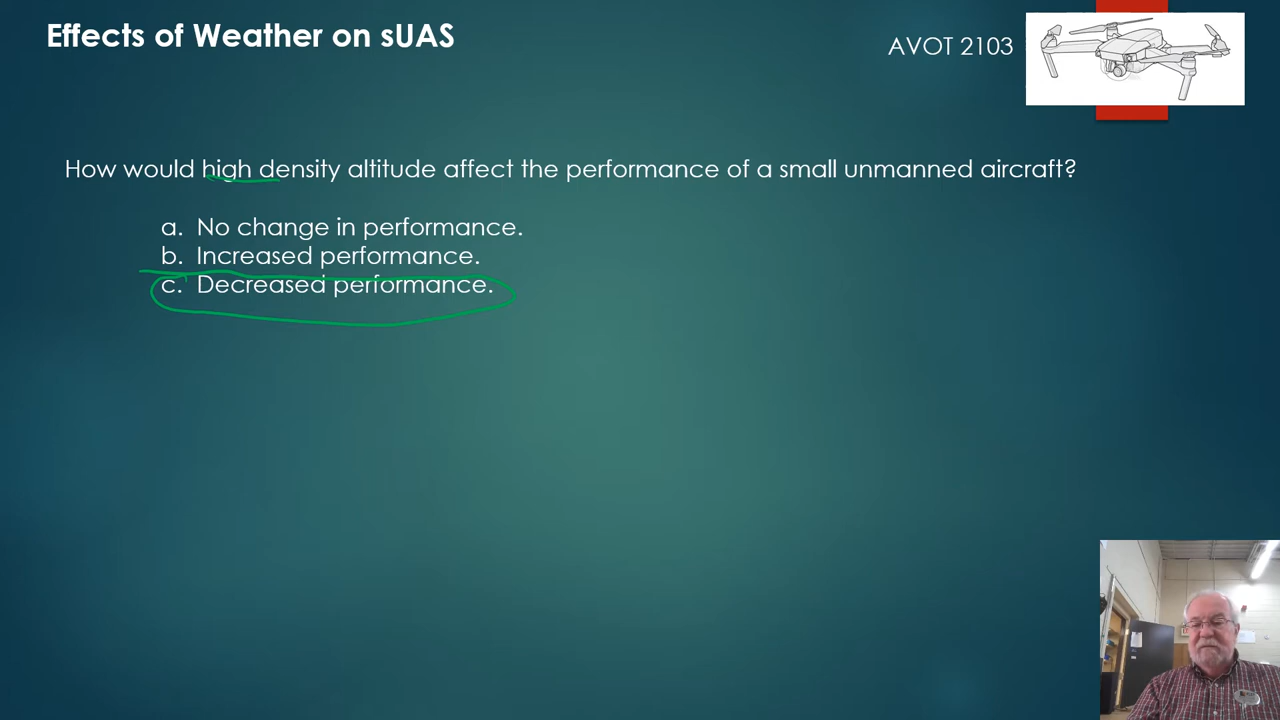 Effects of Weather on sUAS
AVOT 2103
How would high density altitude affect the performance of a small unmanned aircraft?
a. No change in performance.
b. Increased performance.
c. Decreased performance.